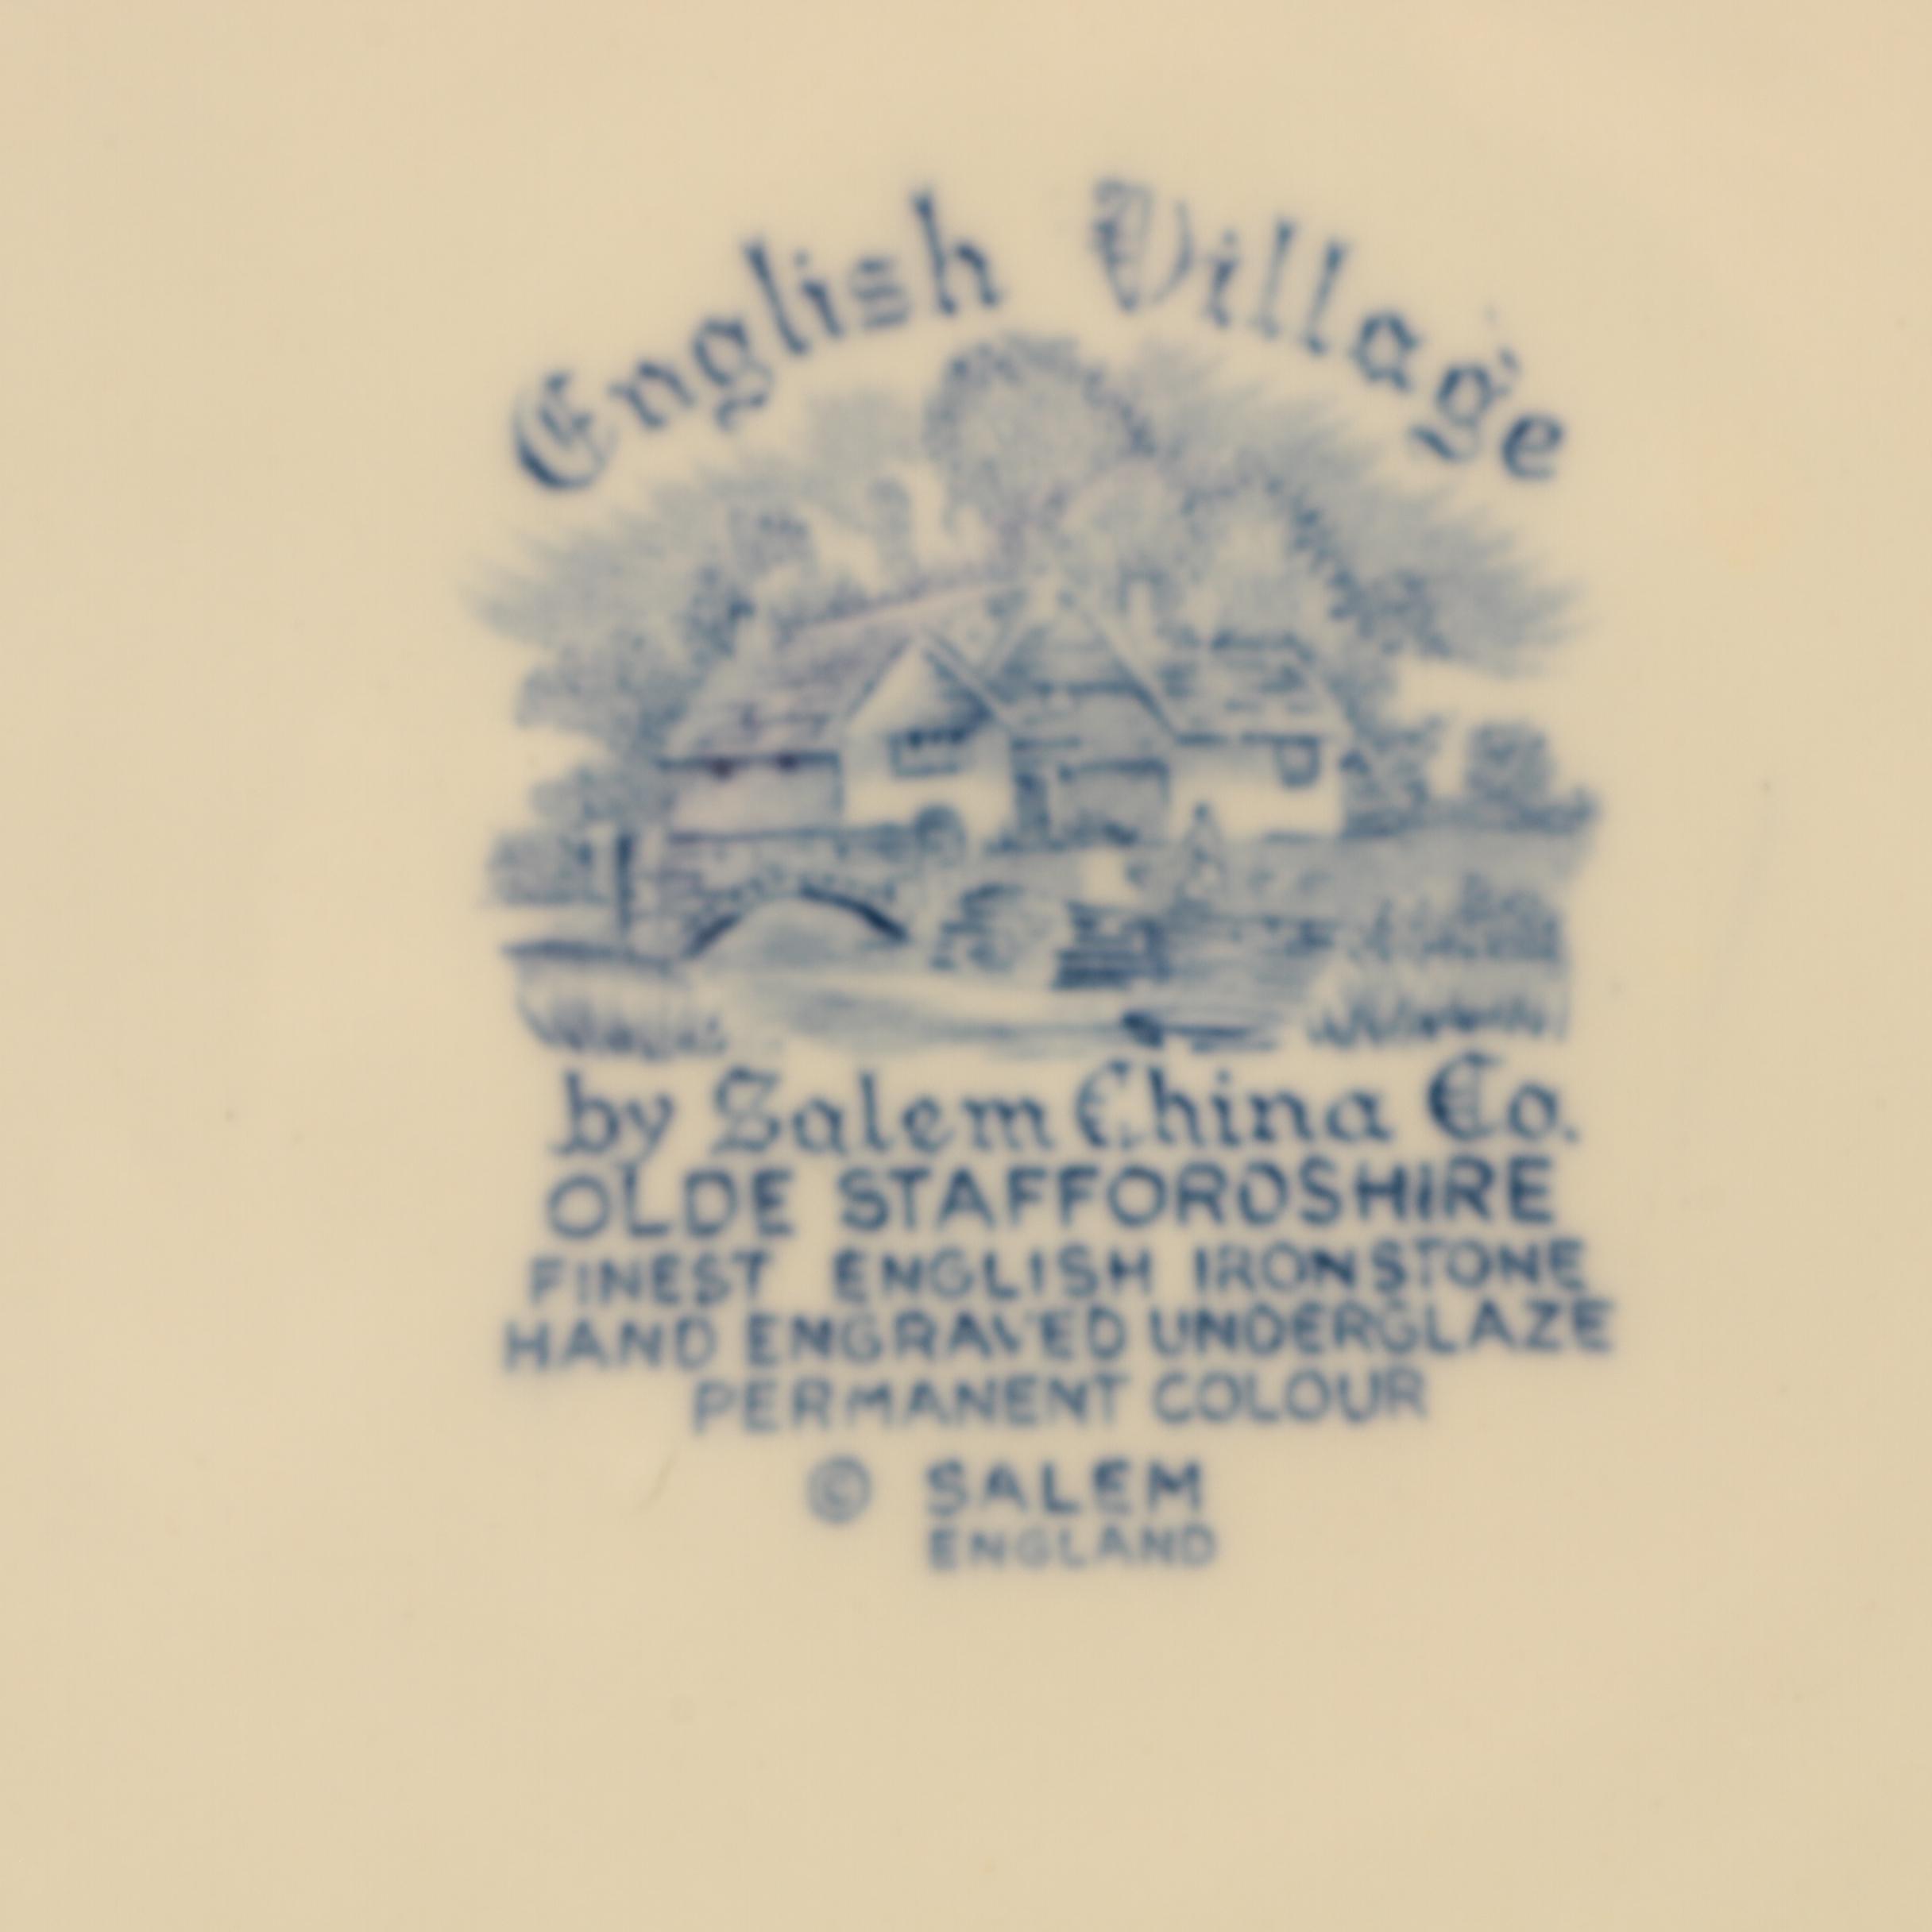 English Village
by Salem China Co.
OLDE STAFFORDSHIRE
FINEST ENGLISH IRONSTONE
HAND ENGRAVED UNDERGLAZE
PERMANENT COLOUR
© SALEM
ENGLAND